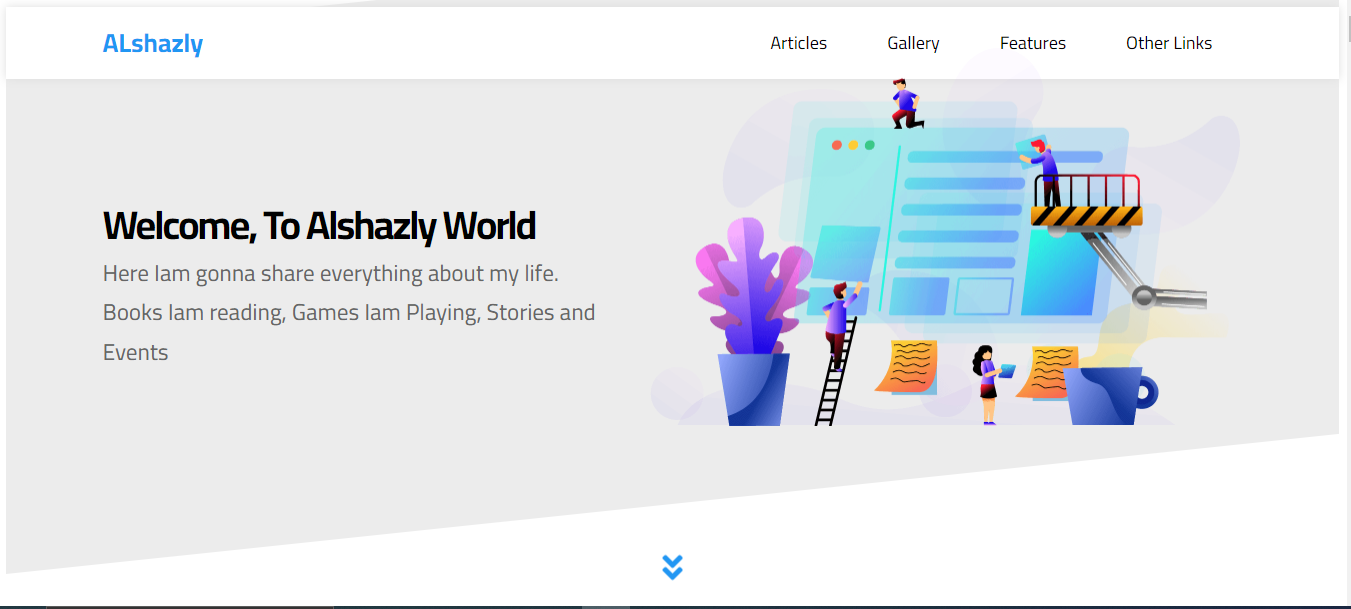 ALshazly
Articles Gallery Features Other Links
Welcome, To Alshazly World
Here Iam gonna share everything about my life.
Books Iam reading, Games Iam Playing, Stories and
Events